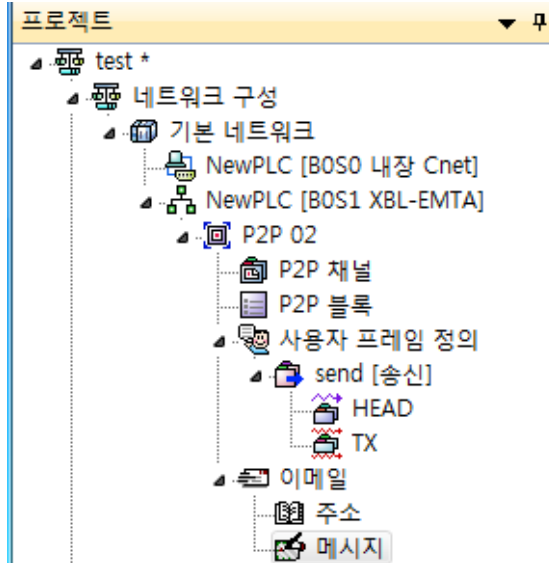 프로젝트
test *
네트워크 구성
기본 네트워크
NewPLC [B0S0 내장 Cnet]
NewPLC [B0S1 XBL-EMTA]
P2P 02
P2P 채널
P2P 블록
사용자 프레임 정의
send [송신]
HEAD
TX
이메일
주소
메시지